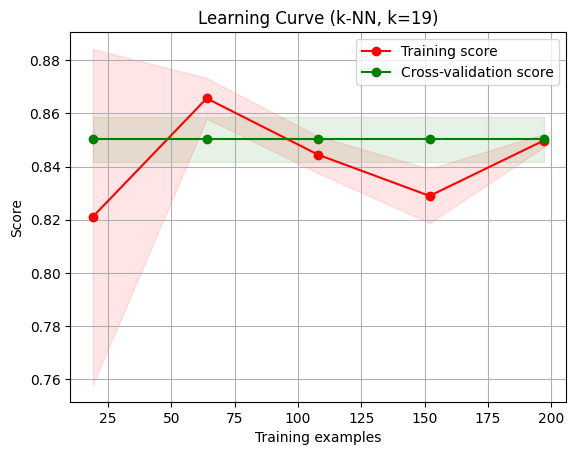 Learning Curve (k-NN, k=19)
Training score
Cross-validation score
Score
0.88
0.86
0.84
0.82
0.80
0.78
0.76
25 50 75 100 125 150 175 200
Training examples